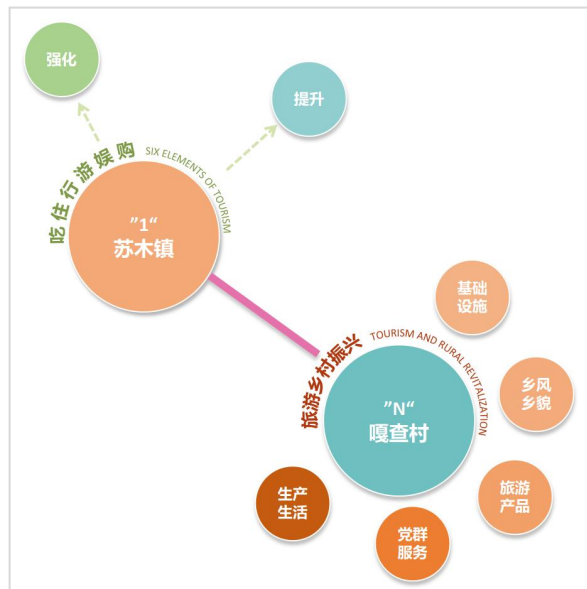 强化
提升
吃住行游娱购
SIX ELEMENTS OF TOURISM
”1“
苏木镇
基础
设施
旅游乡村振兴
TOURISM AND RURAL REVITALIZATION
乡风
乡貌
”N“
嘎查村
旅游
产品
生产
生活
党群
服务